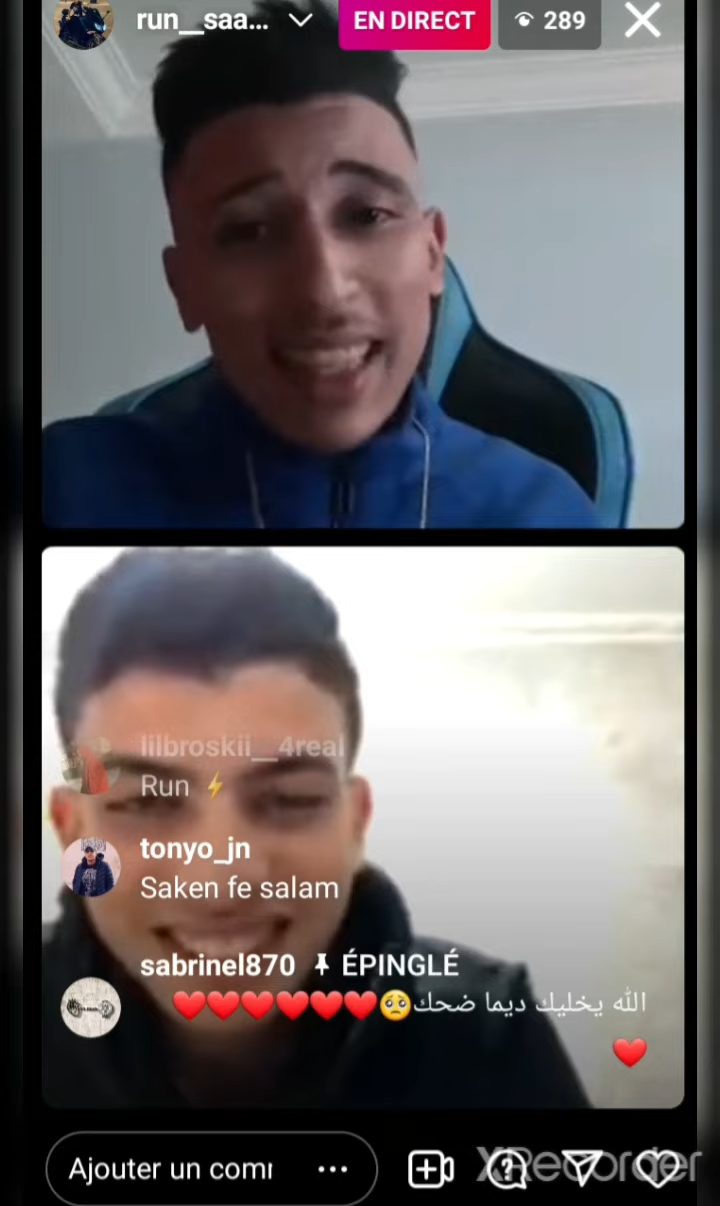 run__saa...
EN DIRECT
289
lilbroskii__4real
Run ⚡
tonyo_jn
Saken fe salam
sabrinel870 📌 ÉPINGLÉ
الله يخليك ديما ضحك🥺❤️❤️❤️❤️❤️❤️
❤️
Ajouter un comm
XRecorder